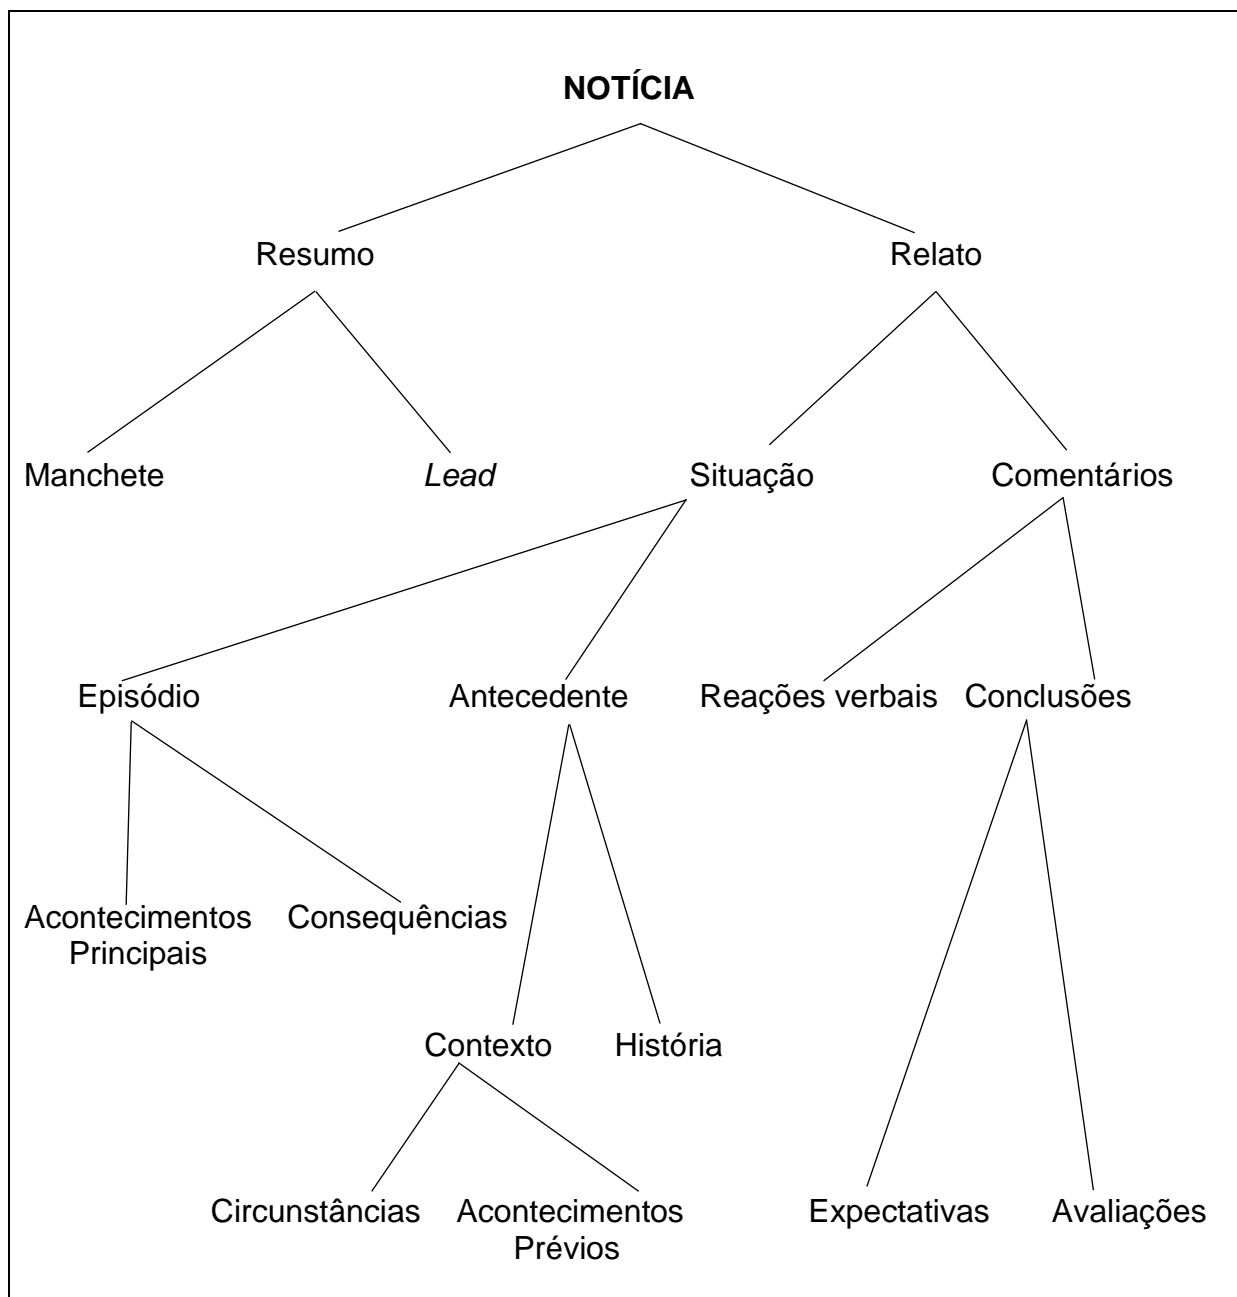 NOTÍCIA
Resumo
Relato
Manchete
Lead
Situação
Comentários
Episódio
Antecedente
Reações verbais
Conclusões
Acontecimentos
Principais
Consequências
Contexto
História
Circunstâncias
Acontecimentos
Prévios
Expectativas
Avaliações